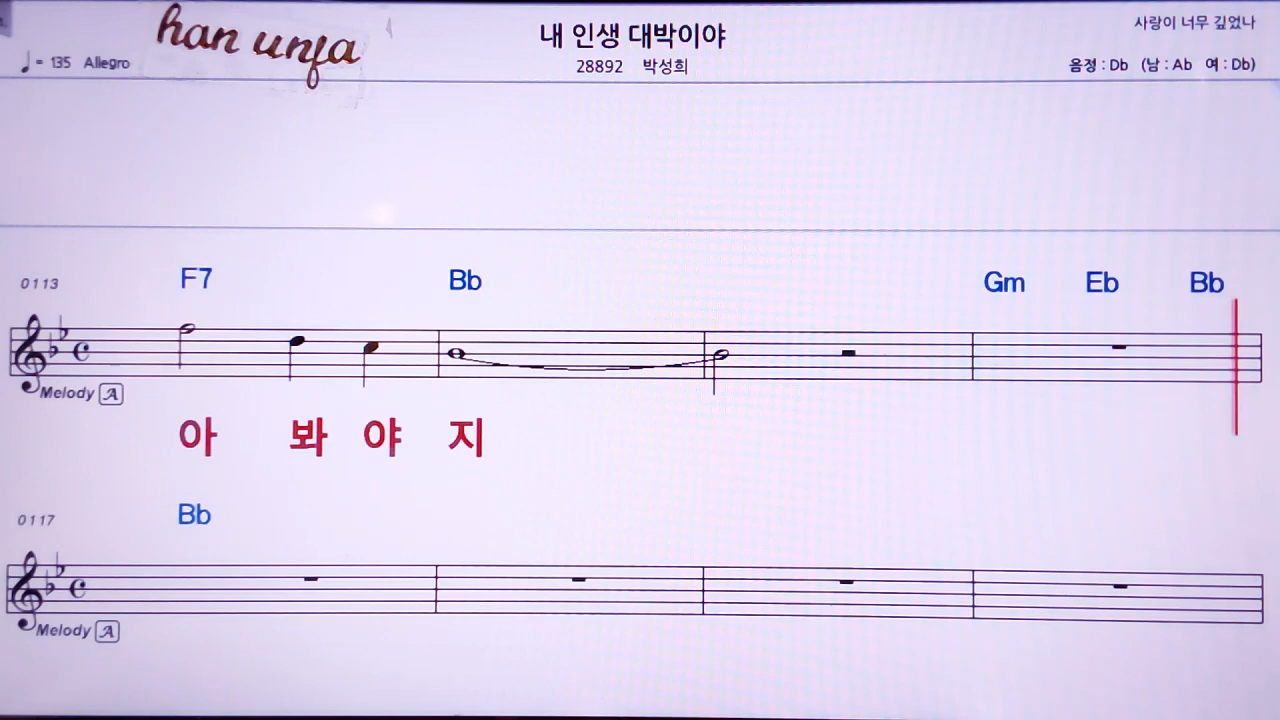 han unja
내 인생 대박이야
사랑이 너무 깊었나
♩= 135 Allegro
28892 박성희
음정 : Db (남 : Ab 여 : Db)
0113
F7 Bb Gm Eb Bb
Melody A
아 봐 야 지
0117
Bb
Melody A